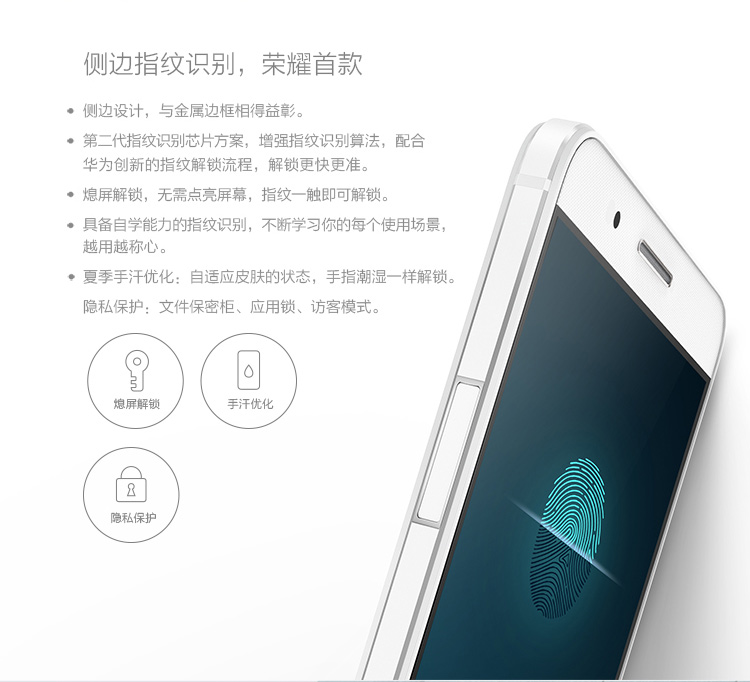 侧边指纹识别，荣耀首款
• 侧边设计，与金属边框相得益彰。
• 第二代指纹识别芯片方案，增强指纹识别算法，配合
华为创新的指纹解锁流程，解锁更快更准。
• 熄屏解锁，无需点亮屏幕，指纹一触即可解锁。
• 具备自学能力的指纹识别，不断学习你的每个使用场景，
越用越称心。
• 夏季手汗优化：自适应皮肤的状态，手指潮湿一样解锁。
隐私保护：文件保密柜、应用锁、访客模式。
熄屏解锁
手汗优化
隐私保护